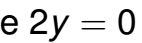 e 2y = 0